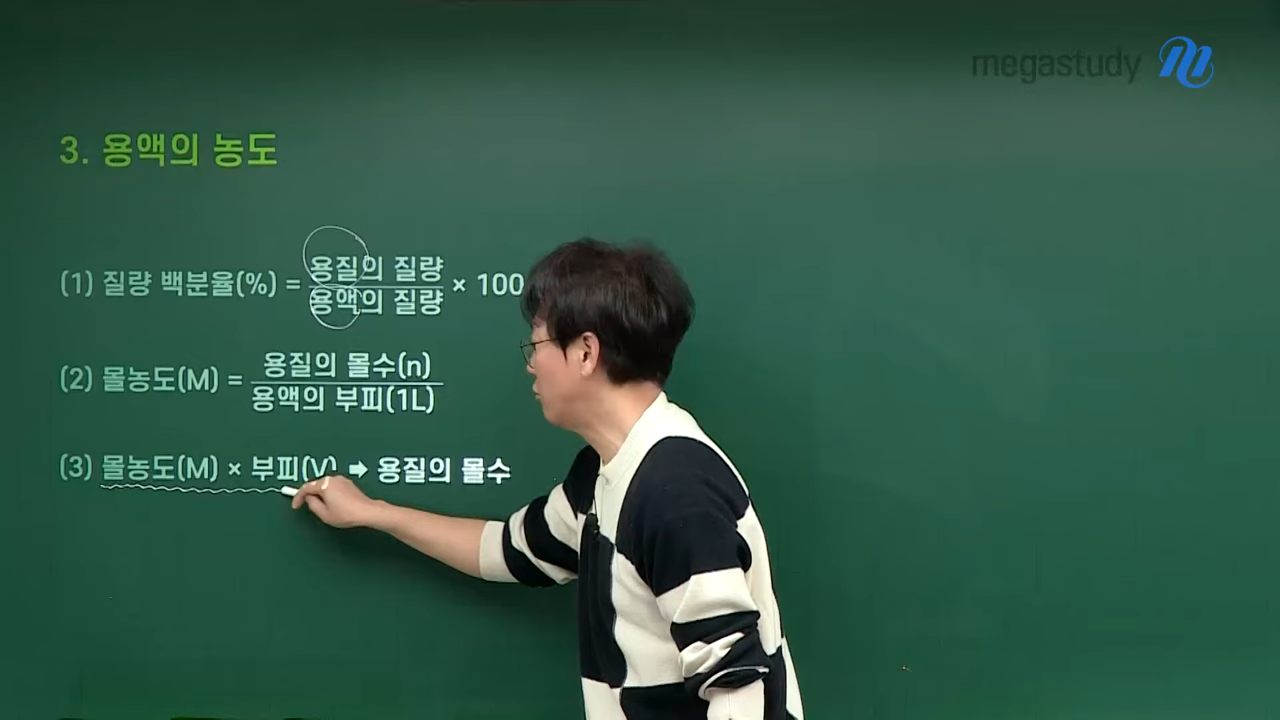 megastudy
3. 용액의 농도
(1) 질량 백분율(%) = 용질의 질량 / 용액의 질량 × 100
(2) 몰농도(M) = 용질의 몰수(n) / 용액의 부피(1L)
(3) 몰농도(M) × 부피(V) ➡ 용질의 몰수